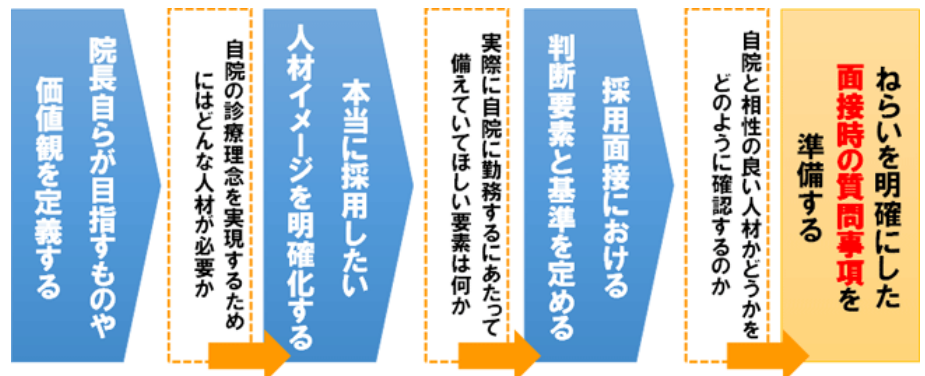 院長自らが目指すものや
価値観を定義する
自院の診療理念を実現するため
にはどんな人材が必要か
本当に採用したい
人材イメージを明確化する
実際に自院に勤務するにあたって
備えていてほしい要素は何か
採用面接における
判断要素と基準を定める
自院と相性の良い人材かどうかを
どのように確認するのか
ねらいを明確にした
面接時の質問事項を
準備する